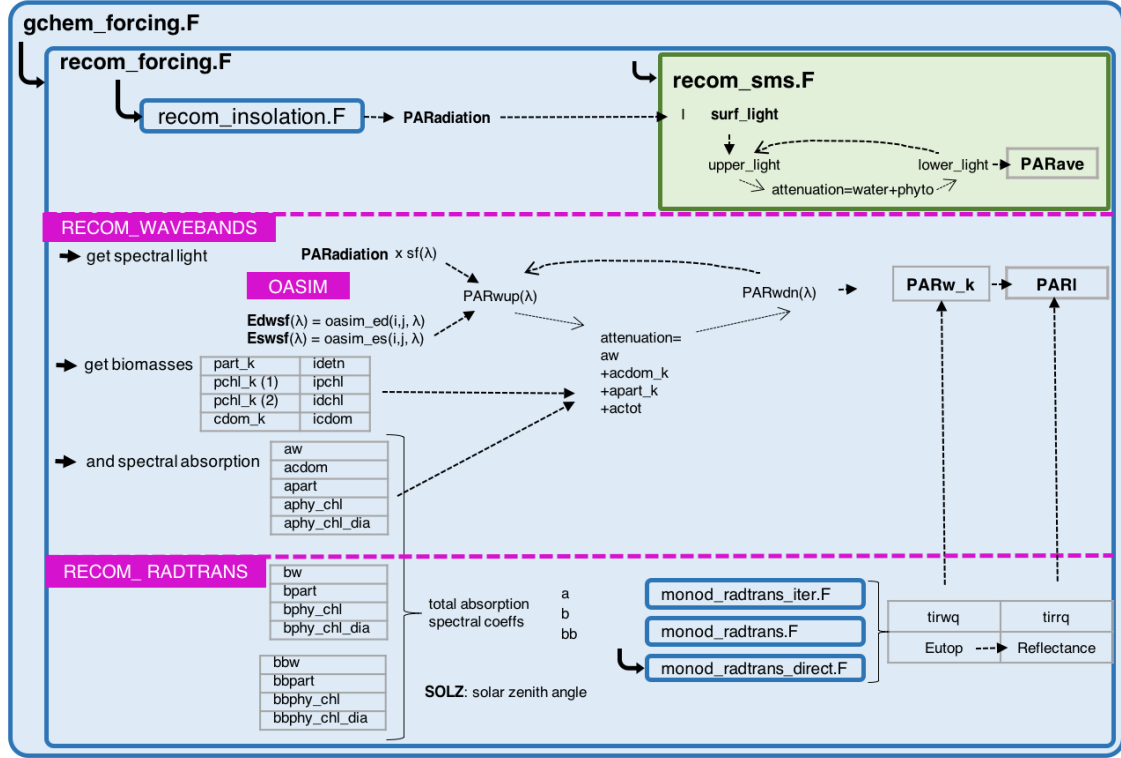 gchem_forcing.F
recom_forcing.F
recom_insolation.F
PARadiation
recom_sms.F
I surf_light
upper_light
lower_light
PARave
attenuation=water+phyto
RECOM_WAVEBANDS
get spectral light
PARadiation x sf(λ)
OASIM
PARwup(λ)
PARwdn(λ)
PARw_k
PARl
Edwsf(λ) = oasim_ed(i,j, λ)
Eswsf(λ) = oasim_es(i,j, λ)
attenuation=
aw
+acdom_k
+apart_k
+actot
get biomasses
part_k idetn
pchl_k (1) ipchl
pchl_k (2) idchl
cdom_k icdom
and spectral absorption
aw
acdom
apart
aphy_chl
aphy_chl_dia
RECOM_ RADTRANS
bw
bpart
bphy_chl
bphy_chl_dia
bbw
bbpart
bbphy_chl
bbphy_chl_dia
total absorption
spectral coeffs
a
b
bb
SOLZ: solar zenith angle
monod_radtrans_iter.F
monod_radtrans.F
monod_radtrans_direct.F
tirwq tirrq
Eutop Reflectance